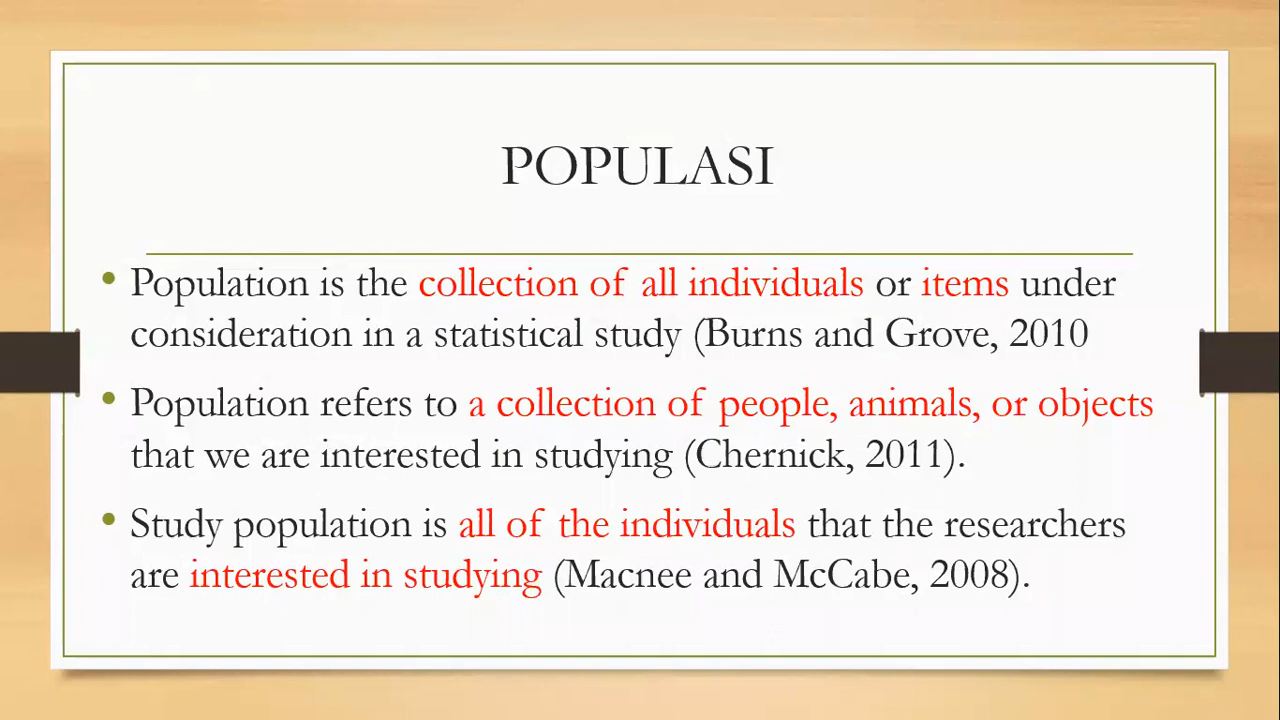 POPULASI
• Population is the collection of all individuals or items under
consideration in a statistical study (Burns and Grove, 2010
• Population refers to a collection of people, animals, or objects
that we are interested in studying (Chernick, 2011).
• Study population is all of the individuals that the researchers
are interested in studying (Macnee and McCabe, 2008).